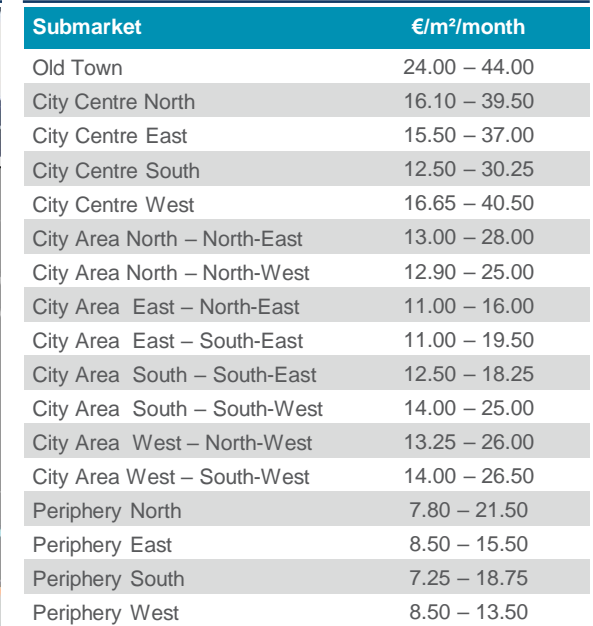 Submarket €/m²/month
Old Town 24.00 – 44.00
City Centre North 16.10 – 39.50
City Centre East 15.50 – 37.00
City Centre South 12.50 – 30.25
City Centre West 16.65 – 40.50
City Area North – North-East 13.00 – 28.00
City Area North – North-West 12.90 – 25.00
City Area East – North-East 11.00 – 16.00
City Area East – South-East 11.00 – 19.50
City Area South – South-East 12.50 – 18.25
City Area South – South-West 14.00 – 25.00
City Area West – North-West 13.25 – 26.00
City Area West – South-West 14.00 – 26.50
Periphery North 7.80 – 21.50
Periphery East 8.50 – 15.50
Periphery South 7.25 – 18.75
Periphery West 8.50 – 13.50